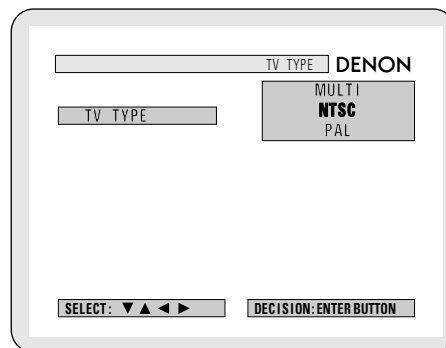 TV TYPE DENON
MULTI
TV TYPE NTSC
PAL
SELECT: ▼ ▲ ◄ ► DECISION: ENTER BUTTON